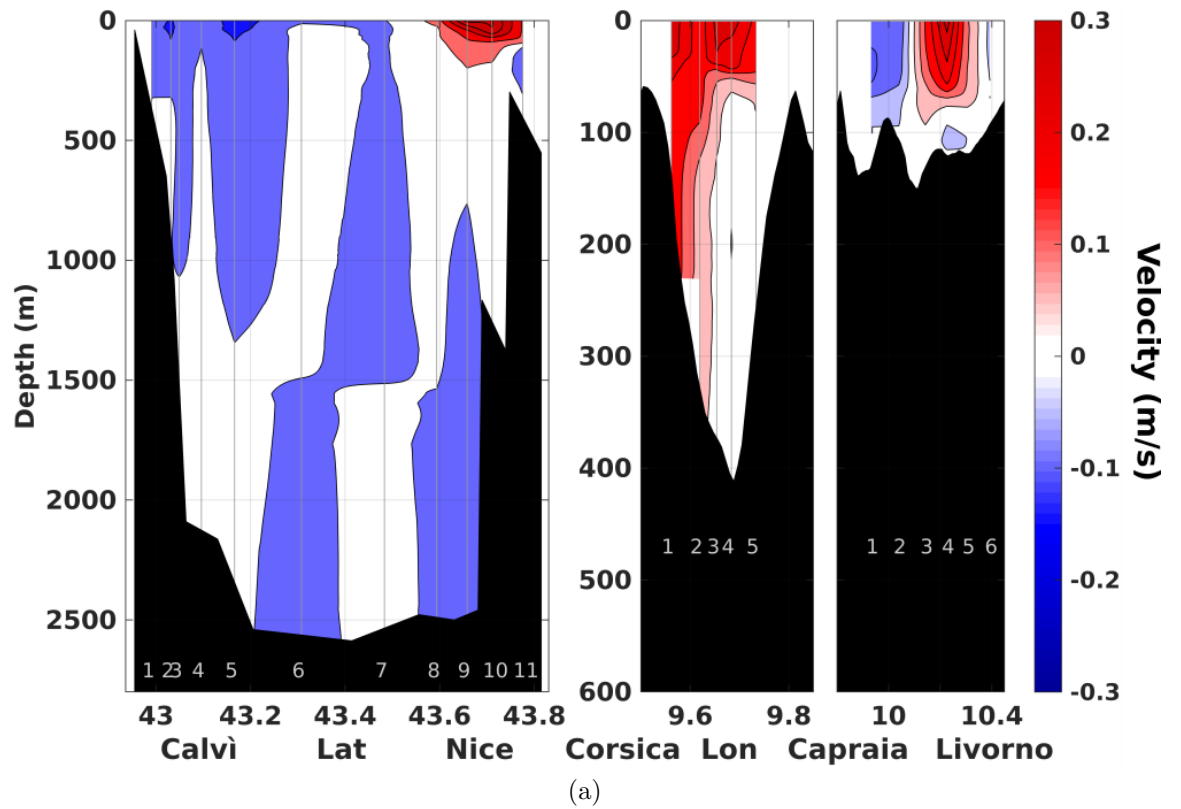 0
500
1000
1500
2000
2500
Depth (m)
1 2 3 4 5 6 7 8 9 10 11
43 43.2 43.4 43.6 43.8
Calvì Lat Nice
0
100
200
300
400
500
600
1 2 3 4 5
9.6 9.8
Corsica Lon Capraia
1 2 3 4 5 6
10 10.4
Livorno
0.3
0.2
0.1
0
-0.1
-0.2
-0.3
Velocity (m/s)
(a)